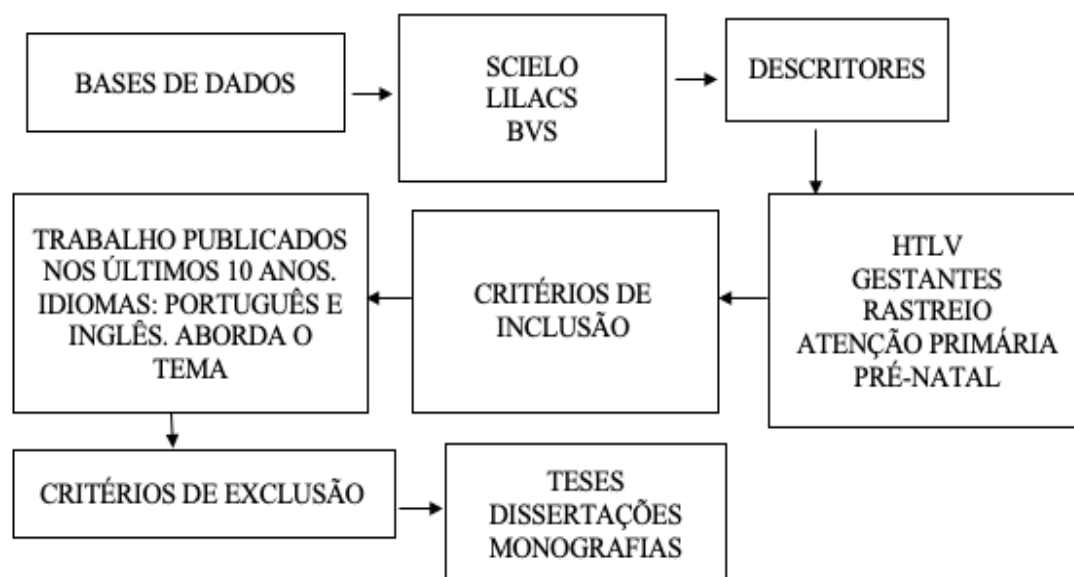 BASES DE DADOS
SCIELO
LILACS
BVS
DESCRITORES
HTLV
GESTANTES
RASTREIO
ATENÇÃO PRIMÁRIA
PRÉ-NATAL
CRITÉRIOS DE
INCLUSÃO
TRABALHO PUBLICADOS
NOS ÚLTIMOS 10 ANOS.
IDIOMAS: PORTUGUÊS E
INGLÊS. ABORDA O
TEMA
CRITÉRIOS DE EXCLUSÃO
TESES
DISSERTAÇÕES
MONOGRAFIAS